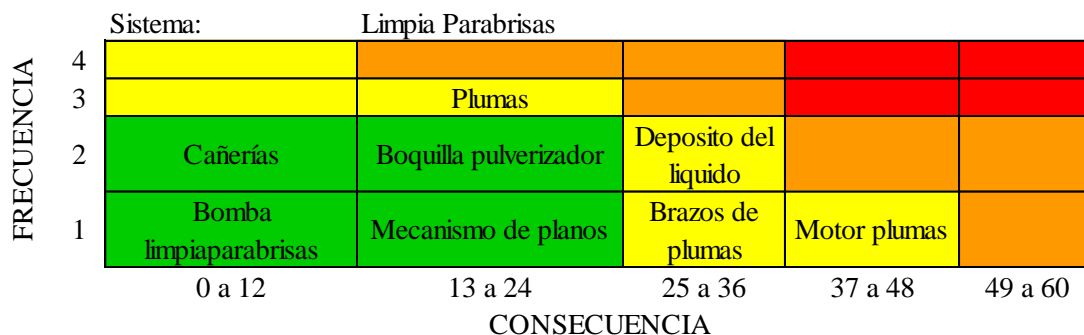 Sistema: Limpia Parabrisas
FRECUENCIA
4
3 Plumas
2 Cañerías Boquilla pulverizador Deposito del
liquido
1 Bomba
limpiaparabrisas Mecanismo de planos Brazos de
plumas Motor plumas
0 a 12 13 a 24 25 a 36 37 a 48 49 a 60
CONSECUENCIA